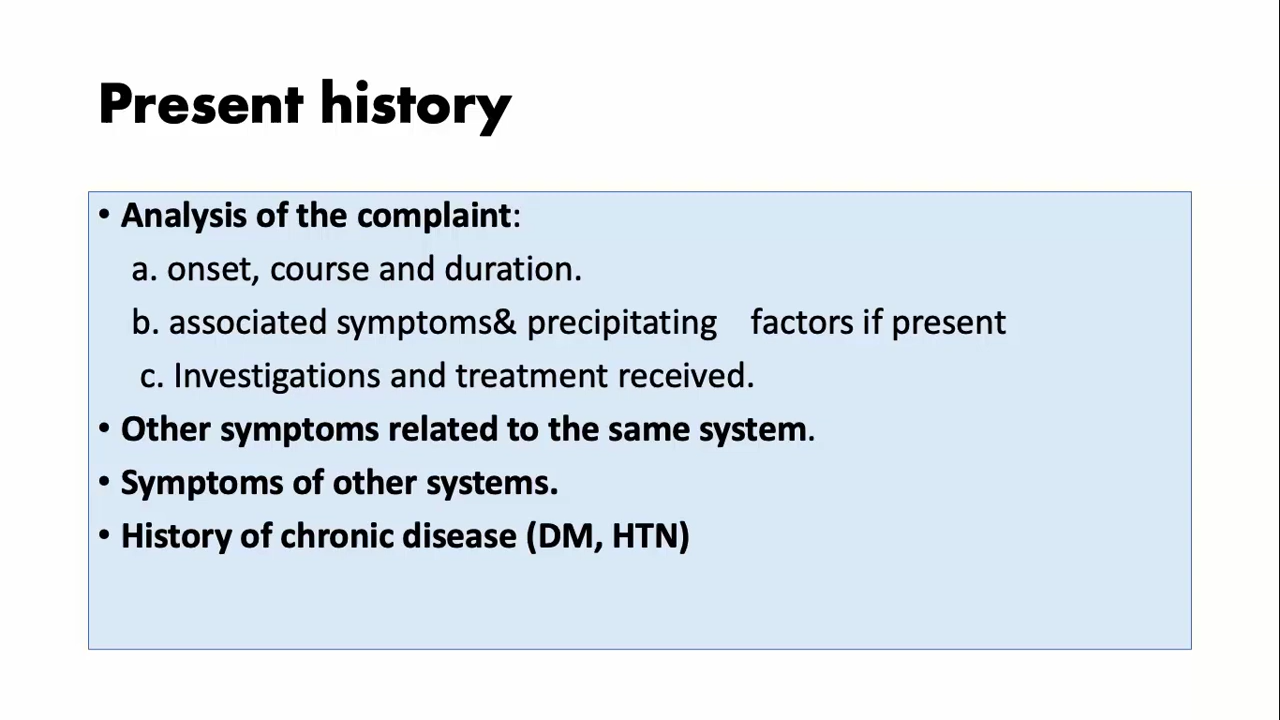 Present history
• Analysis of the complaint:
a. onset, course and duration.
b. associated symptoms& precipitating factors if present
c. Investigations and treatment received.
• Other symptoms related to the same system.
• Symptoms of other systems.
• History of chronic disease (DM, HTN)